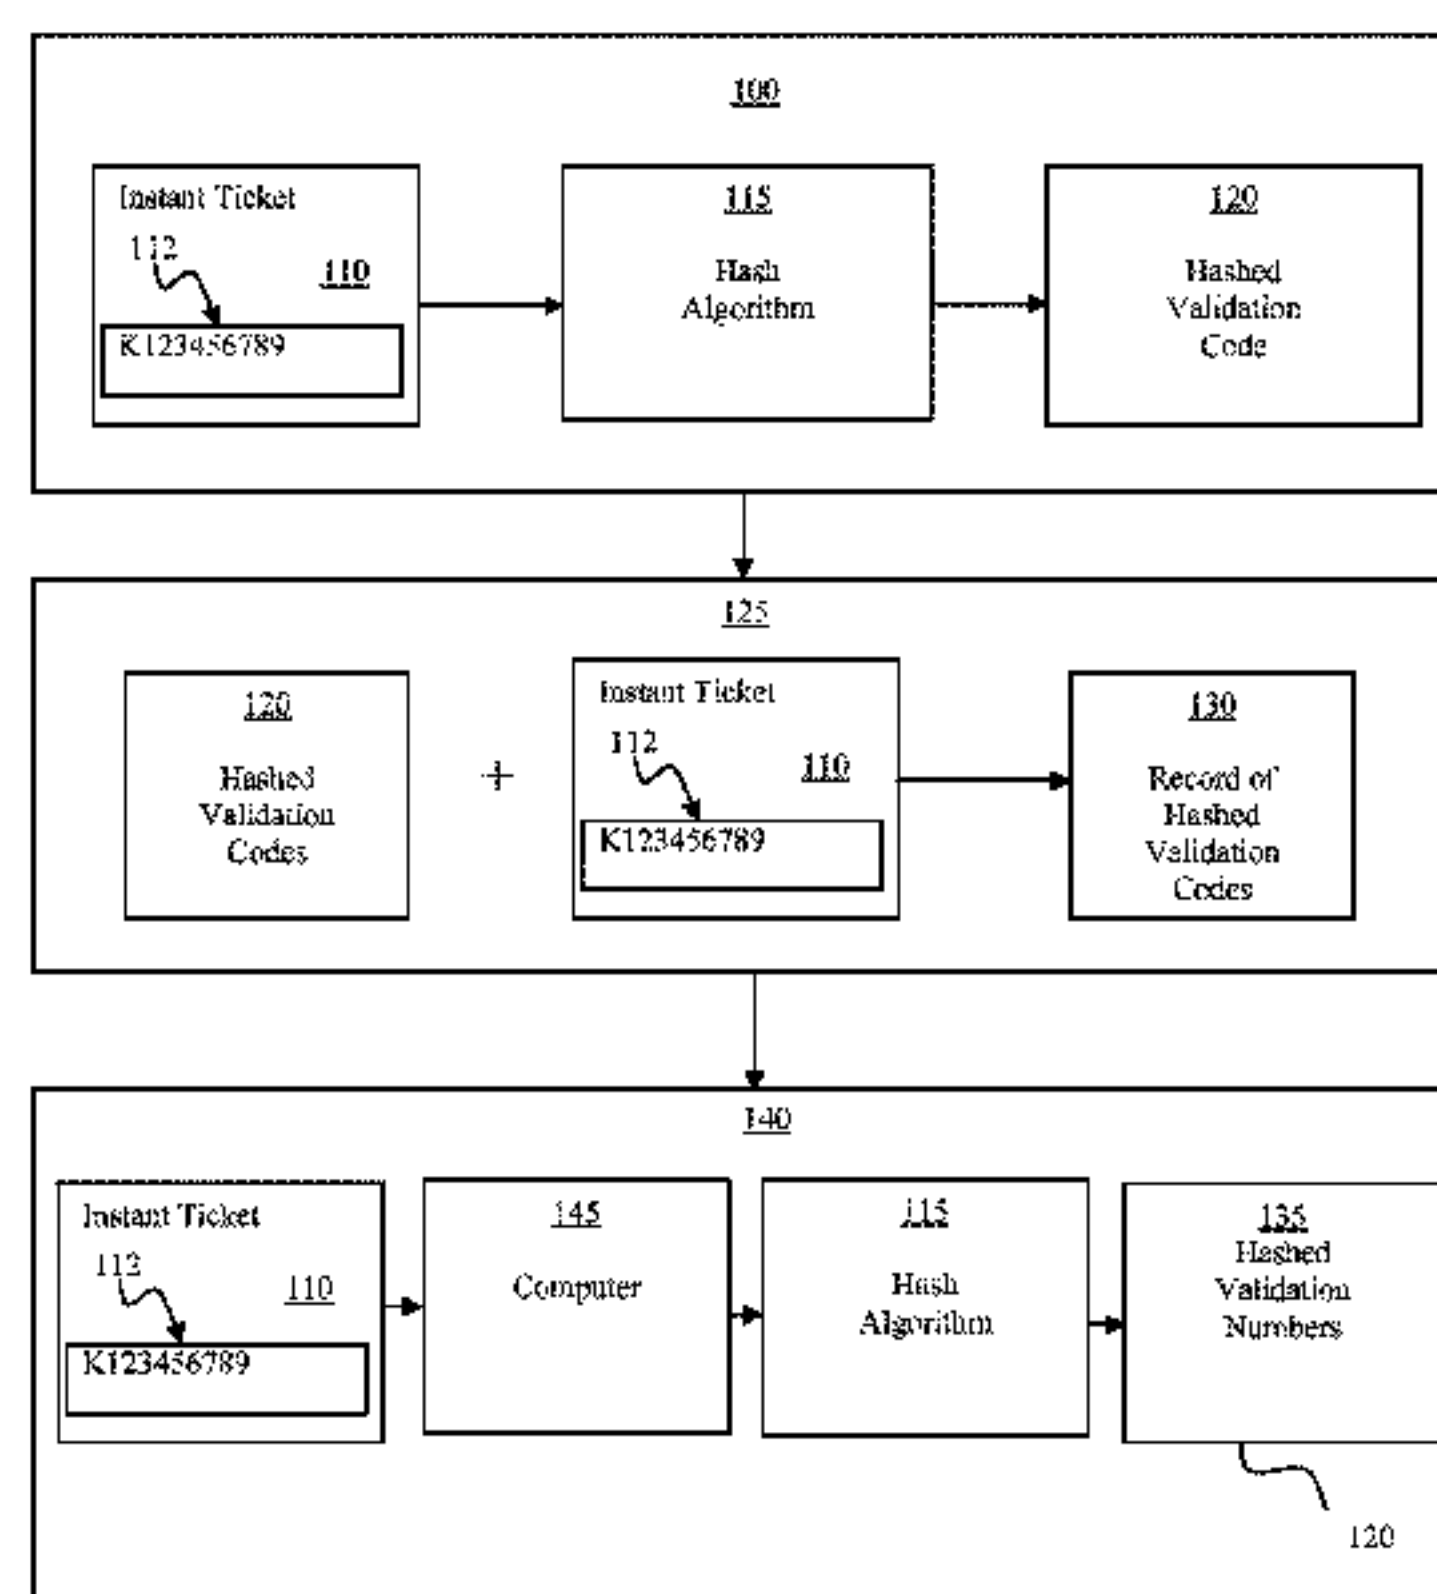 100
Instant Ticket
112
110
K123456789
115
Hash
Algorithm
120
Hashed
Validation
Code
125
120
Hashed
Validation
Codes
+
Instant Ticket
112
110
K123456789
130
Record of
Hashed
Validation
Codes
140
Instant Ticket
112
110
K123456789
145
Computer
115
Hash
Algorithm
135
Hashed
Validation
Numbers
120